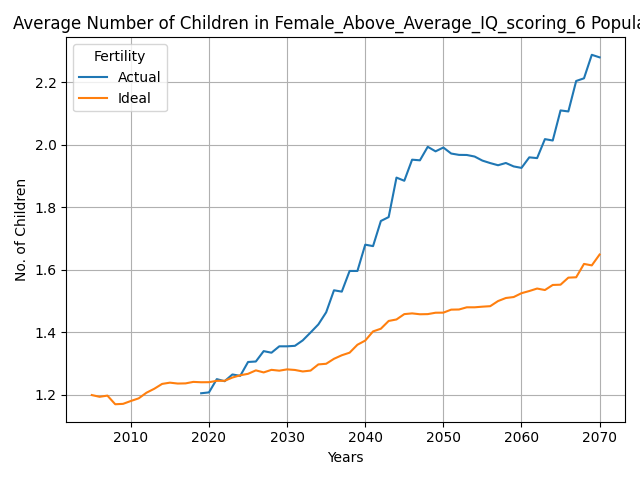 Average Number of Children in Female_Above_Average_IQ_scoring_6 Popula
Fertility
Actual
Ideal
2.2
2.0
1.8
1.6
1.4
1.2
No. of Children
2010 2020 2030 2040 2050 2060 2070
Years